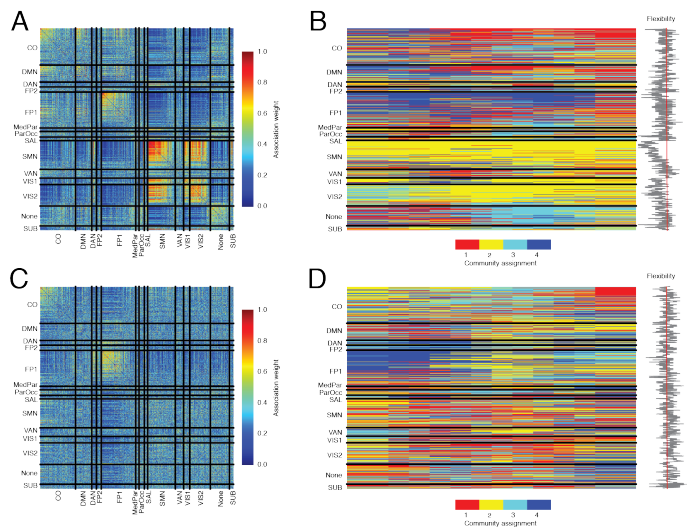 A
CO
DMN
DAN
FP2
FP1
MedPar
ParOcc
SAL
SMN
VAN
VIS1
VIS2
None
SUB
CO
DMN
DAN
FP2
FP1
MedPar
ParOcc
SAL
SMN
VAN
VIS1
VIS2
None
SUB
1.0
0.8
0.6
0.4
0.2
0.0
Association weight
B
Flexibility
CO
DMN
DAN
FP2
FP1
MedPar
ParOcc
SAL
SMN
VAN
VIS1
VIS2
None
SUB
1 2 3 4
Community assignment
C
CO
DMN
DAN
FP2
FP1
MedPar
ParOcc
SAL
SMN
VAN
VIS1
VIS2
None
SUB
CO
DMN
DAN
FP2
FP1
MedPar
ParOcc
SAL
SMN
VAN
VIS1
VIS2
None
SUB
1.0
0.8
0.6
0.4
0.2
0.0
Association weight
D
Flexibility
CO
DMN
DAN
FP2
FP1
MedPar
ParOcc
SAL
SMN
VAN
VIS1
VIS2
None
SUB
1 2 3 4
Community assignment